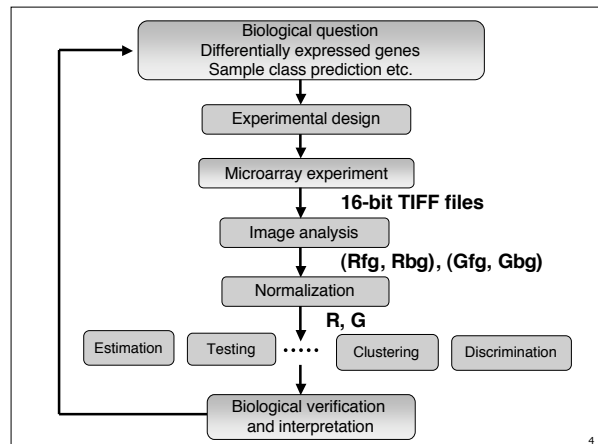 Biological question
Differentially expressed genes
Sample class prediction etc.
Experimental design
Microarray experiment
16-bit TIFF files
Image analysis
(Rfg, Rbg), (Gfg, Gbg)
Normalization
R, G
Estimation
Testing
.....
Clustering
Discrimination
Biological verification
and interpretation
4